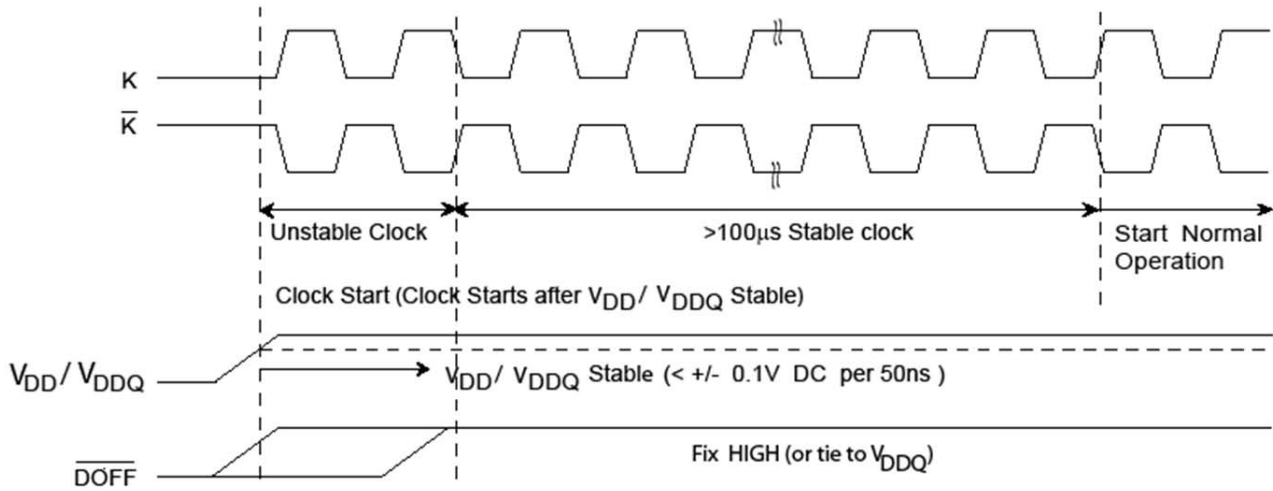 K
K̅
Unstable Clock
>100μs Stable clock
Start Normal
Operation
Clock Start (Clock Starts after VDD/ VDDQ Stable)
VDD/ VDDQ
VDD/ VDDQ Stable (< +/- 0.1V DC per 50ns )
Fix HIGH (or tie to VDDQ)
D̅O̅F̅F̅